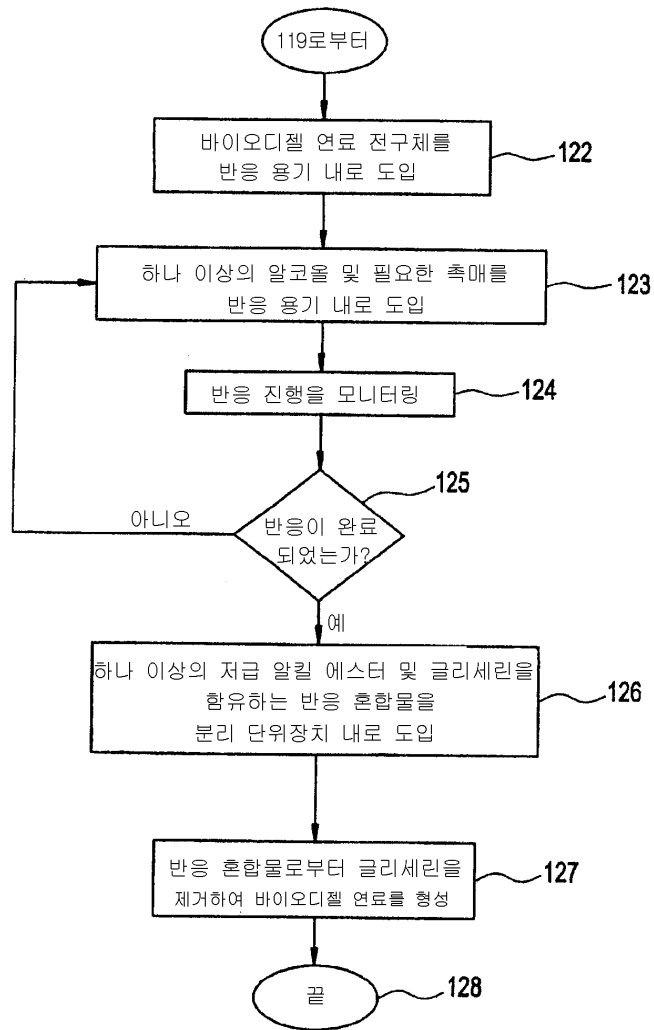 119로부터
바이오디젤 연료 전구체를
반응 용기 내로 도입
122
하나 이상의 알코올 및 필요한 촉매를
반응 용기 내로 도입
123
반응 진행을 모니터링
124
125
반응이 완료
되었는가?
아니오
예
하나 이상의 저급 알킬 에스터 및 글리세린을
함유하는 반응 혼합물을
분리 단위장치 내로 도입
126
반응 혼합물로부터 글리세린을
제거하여 바이오디젤 연료를 형성
127
끝
128